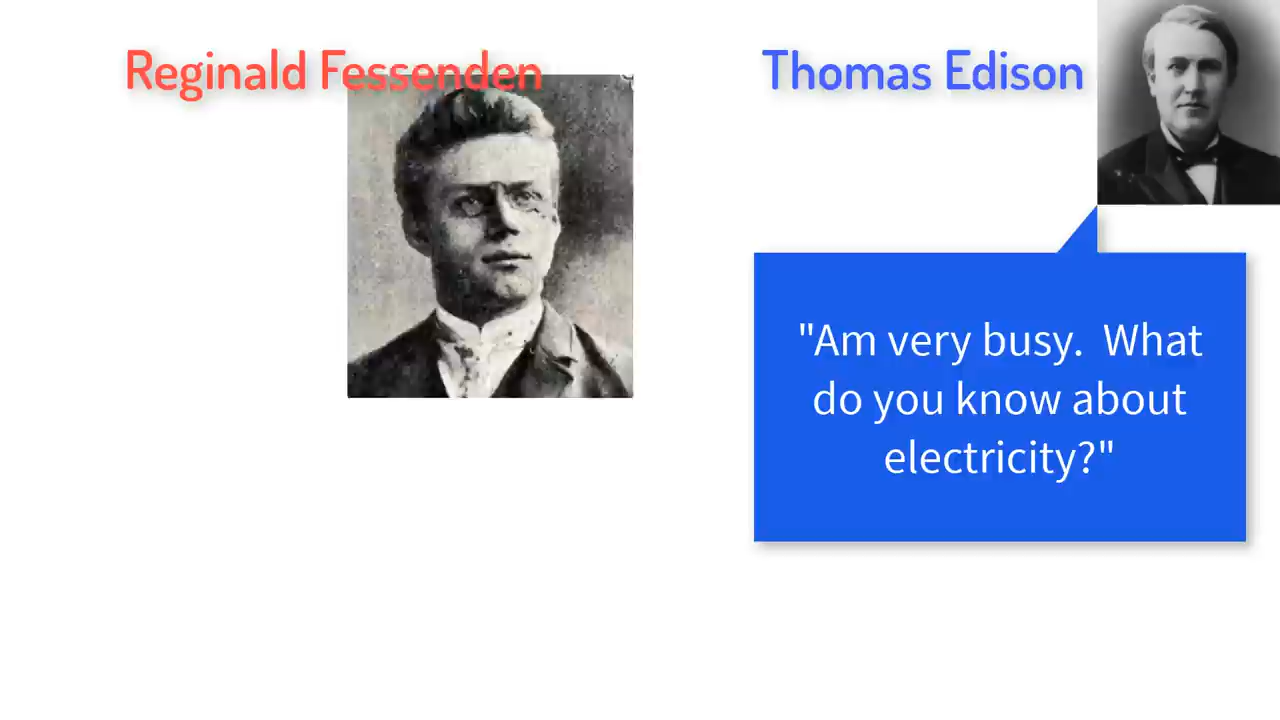 Reginald Fessenden
Thomas Edison
"Am very busy.  What
do you know about
electricity?"